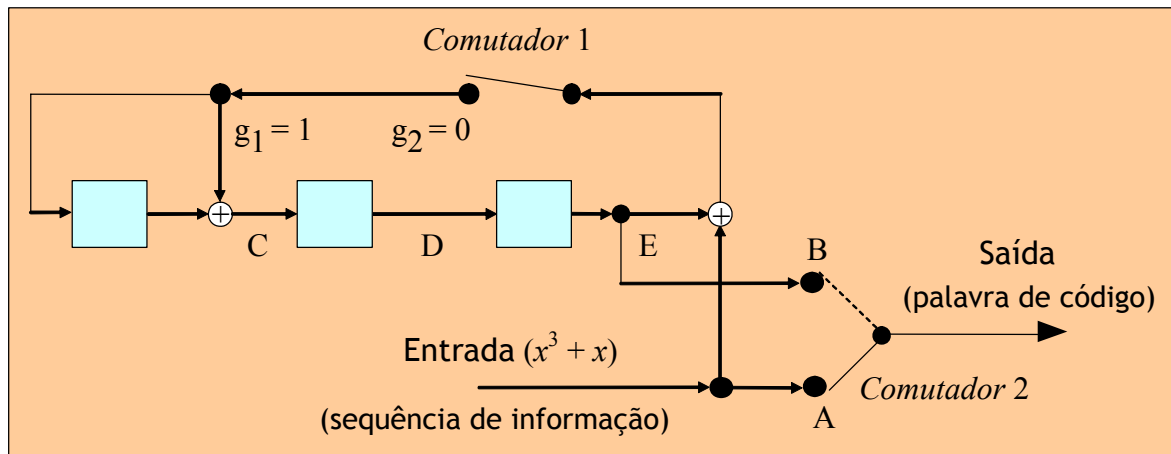 Comutador 1
g1 = 1
g2 = 0
C
D
E
B
Saída
(palavra de código)
Entrada (x³ + x)
(sequência de informação)
A
Comutador 2